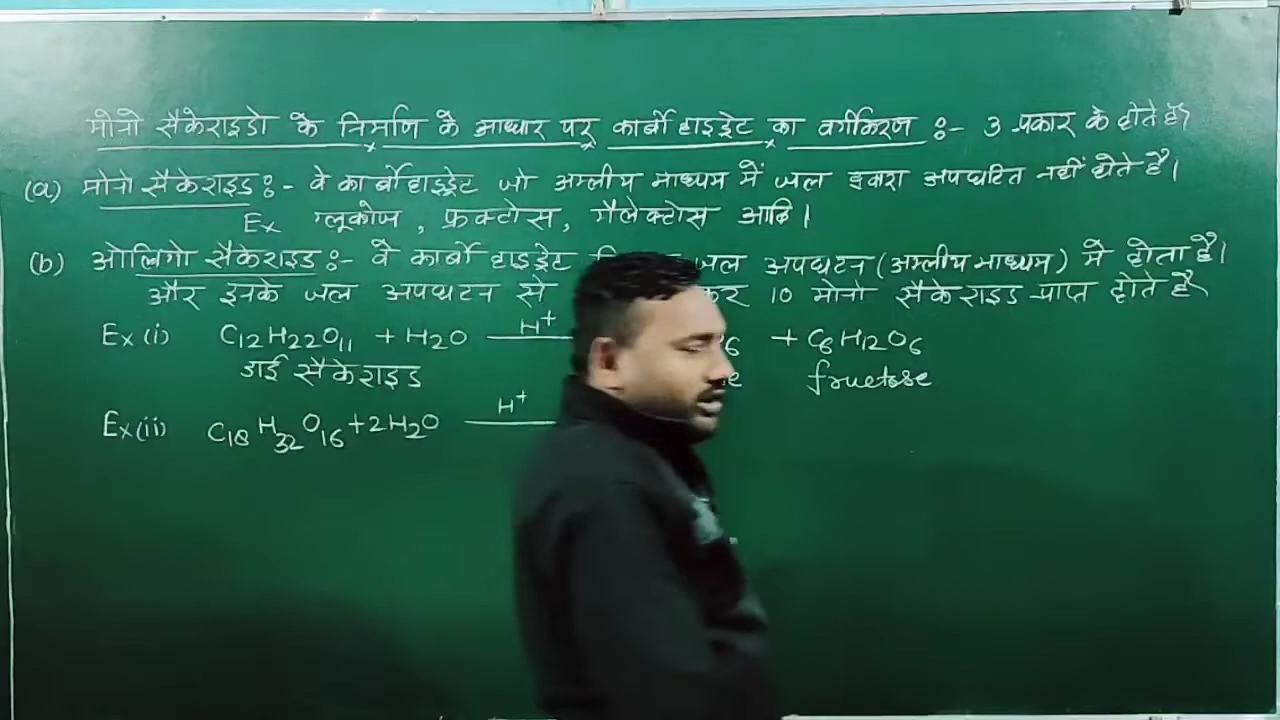 मोनो सैकेराइडो के निर्माण के आधार पर कार्बोहाइड्रेट का वर्गीकरण :- 3 प्रकार के होते हैं
(a) मोनो सैकेराइड :- वे कार्बोहाइड्रेट जो अम्लीय माध्यम में जल द्वारा अपघटित नहीं होते है।
Ex ग्लूकोज, फ्रक्टोस, गैलेक्टोस आदि।
(b) ओलिगो सैकेराइड :- वे कार्बोहाइड्रेट जल अपघटन (अम्लीय माध्यम) मे होता है।
और इनके जल अपघटन से 10 मोनो सैकेराइड प्राप्त होते है
Ex(i) C12H22O11 + H2O H+ 6 + C6H12O6
डाई सैकेराइड e fructose
Ex(ii) C18H32O16 + 2H2O H+